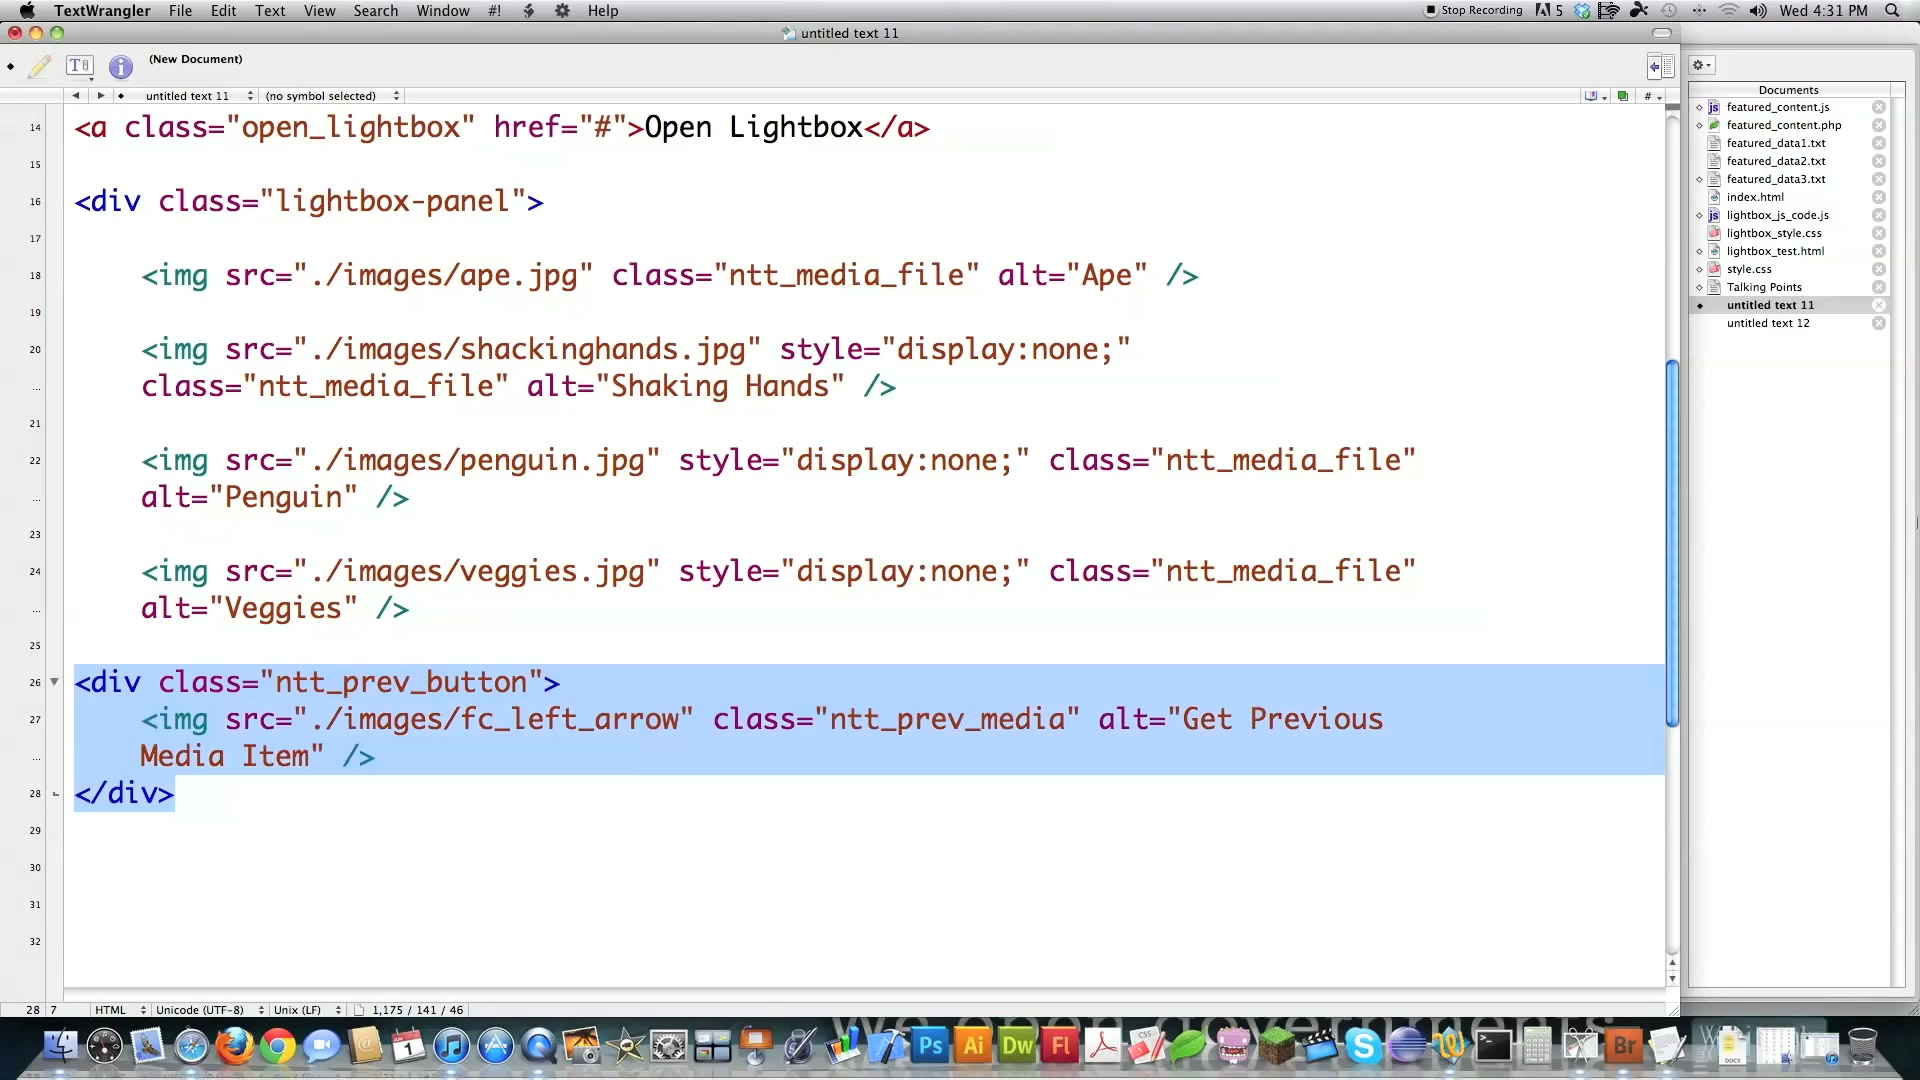 TextWrangler File Edit Text View Search Window #! Help Stop Recording 5 Wed 4:31 PM
untitled text 11
(New Document)
untitled text 11 (no symbol selected) #
14 <a class="open_lightbox" href="#">Open Lightbox</a>
15
16 <div class="lightbox-panel">
17
18 <img src="./images/ape.jpg" class="ntt_media_file" alt="Ape" />
19
20 <img src="./images/shackinghands.jpg" style="display:none;"
... class="ntt_media_file" alt="Shaking Hands" />
21
22 <img src="./images/penguin.jpg" style="display:none;" class="ntt_media_file"
... alt="Penguin" />
23
24 <img src="./images/veggies.jpg" style="display:none;" class="ntt_media_file"
... alt="Veggies" />
25
26 <div class="ntt_prev_button">
27 <img src="./images/fc_left_arrow" class="ntt_prev_media" alt="Get Previous
... Media Item" />
28 </div>
29
30
31
32
28 7 HTML Unicode (UTF-8) Unix (LF) 1,175 / 141 / 46
Documents
featured_content.js
featured_content.php
featured_data1.txt
featured_data2.txt
featured_data3.txt
index.html
lightbox_js_code.js
lightbox_style.css
lightbox_test.html
style.css
Talking Points
untitled text 11
untitled text 12
Ps Ai Dw Fl Br